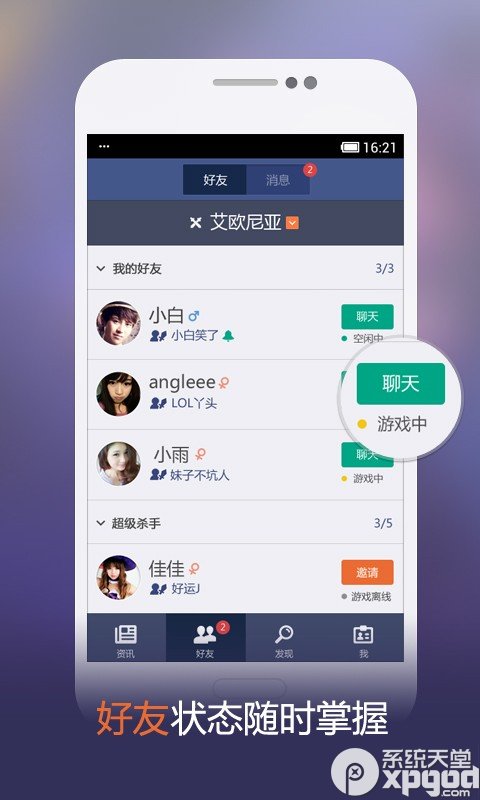 16:21
好友 消息 2
艾欧尼亚
我的好友 3/3
小白 聊天
小白笑了 空闲中
angleee
LOL丫头
聊天
游戏中
小雨 聊天
妹子不坑人 游戏中
超级杀手 3/5
佳佳 邀请
好运J 游戏离线
2
资讯 好友 发现 我
好友状态随时掌握
系统天堂
xpgod